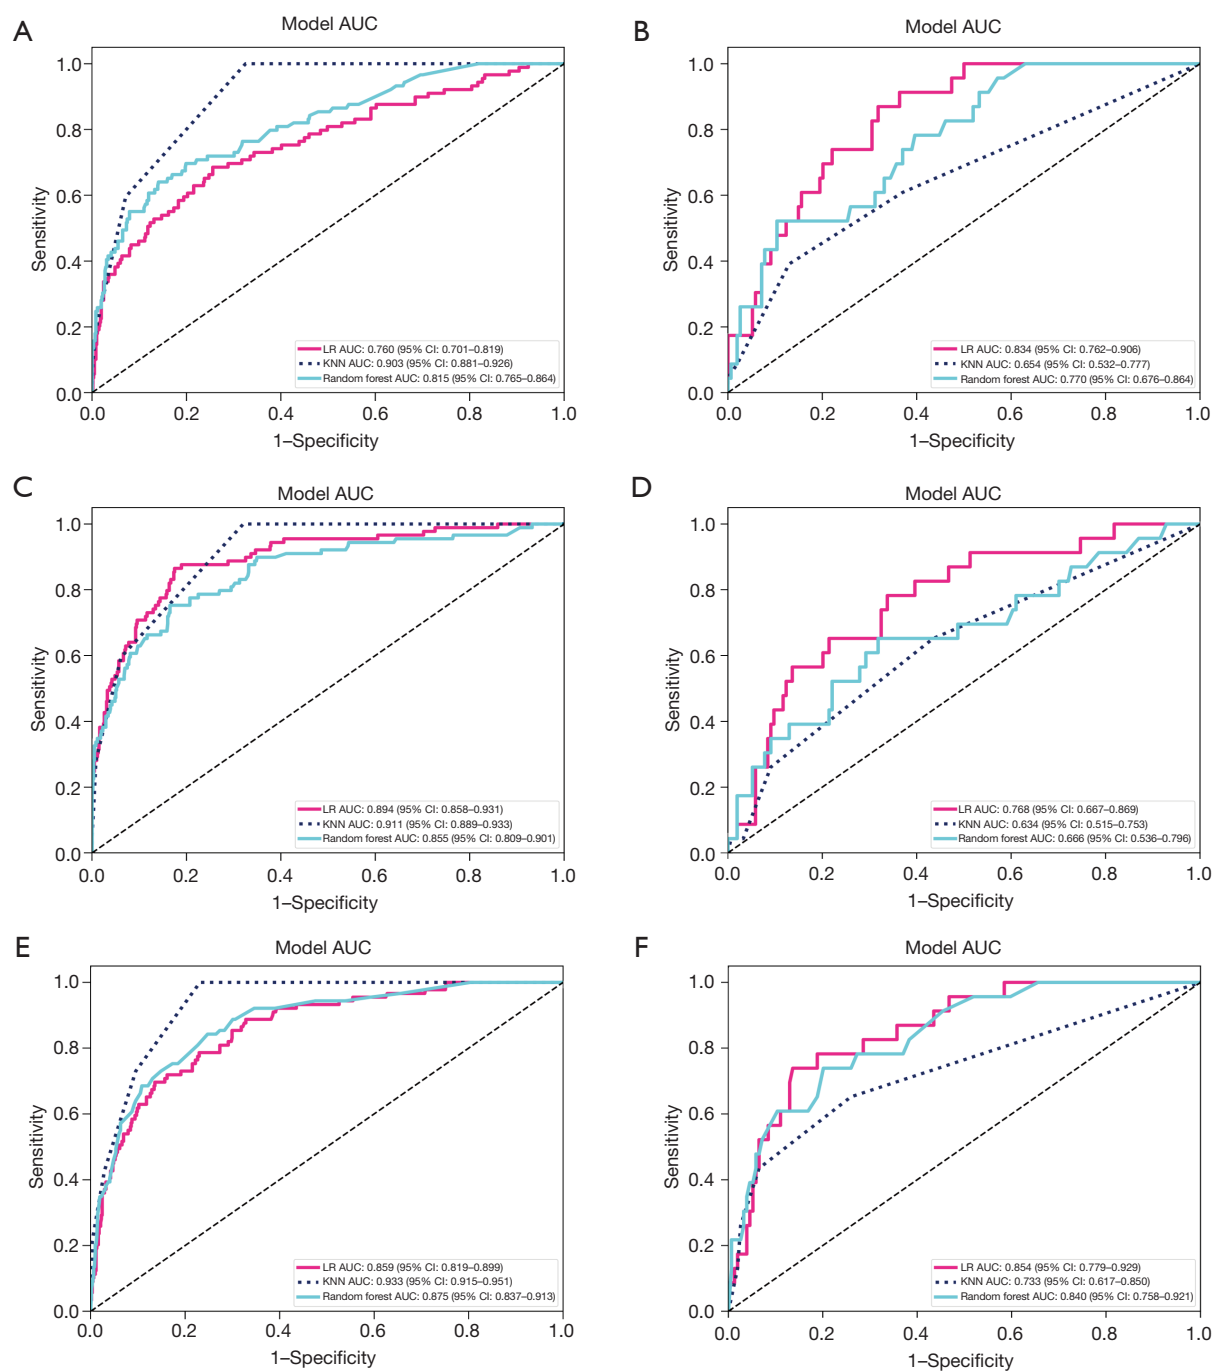 A
Model AUC
1.0
0.8
0.6
0.4
0.2
0.0
Sensitivity
LR AUC: 0.760 (95% CI: 0.701–0.819)
KNN AUC: 0.903 (95% CI: 0.881–0.926)
Random forest AUC: 0.815 (95% CI: 0.765–0.864)
0.0 0.2 0.4 0.6 0.8 1.0
1–Specificity
B
Model AUC
1.0
0.8
0.6
0.4
0.2
0.0
Sensitivity
LR AUC: 0.834 (95% CI: 0.762–0.906)
KNN AUC: 0.654 (95% CI: 0.532–0.777)
Random forest AUC: 0.770 (95% CI: 0.676–0.864)
0.0 0.2 0.4 0.6 0.8 1.0
1–Specificity
C
Model AUC
1.0
0.8
0.6
0.4
0.2
0.0
Sensitivity
LR AUC: 0.894 (95% CI: 0.858–0.931)
KNN AUC: 0.911 (95% CI: 0.889–0.933)
Random forest AUC: 0.855 (95% CI: 0.809–0.901)
0.0 0.2 0.4 0.6 0.8 1.0
1–Specificity
D
Model AUC
1.0
0.8
0.6
0.4
0.2
0.0
Sensitivity
LR AUC: 0.768 (95% CI: 0.667–0.869)
KNN AUC: 0.634 (95% CI: 0.515–0.753)
Random forest AUC: 0.666 (95% CI: 0.536–0.796)
0.0 0.2 0.4 0.6 0.8 1.0
1–Specificity
E
Model AUC
1.0
0.8
0.6
0.4
0.2
0.0
Sensitivity
LR AUC: 0.859 (95% CI: 0.819–0.899)
KNN AUC: 0.933 (95% CI: 0.915–0.951)
Random forest AUC: 0.875 (95% CI: 0.837–0.913)
0.0 0.2 0.4 0.6 0.8 1.0
1–Specificity
F
Model AUC
1.0
0.8
0.6
0.4
0.2
0.0
Sensitivity
LR AUC: 0.854 (95% CI: 0.779–0.929)
KNN AUC: 0.733 (95% CI: 0.617–0.850)
Random forest AUC: 0.840 (95% CI: 0.758–0.921)
0.0 0.2 0.4 0.6 0.8 1.0
1–Specificity